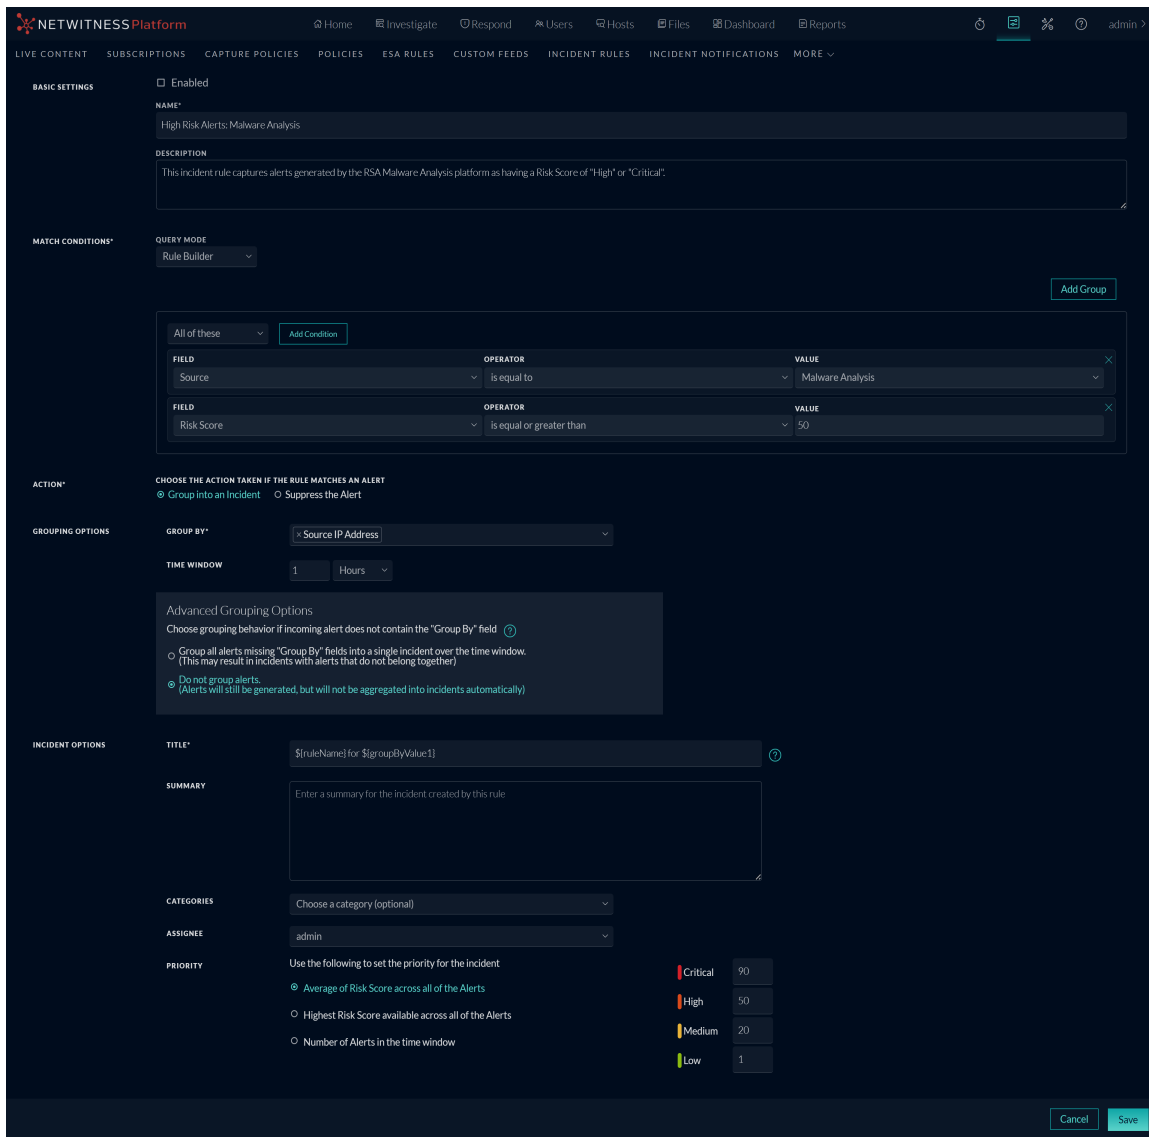 NETWITNESS Platform Home Investigate Respond Users Hosts Files Dashboard Reports admin >
LIVE CONTENT SUBSCRIPTIONS CAPTURE POLICIES POLICIES ESA RULES CUSTOM FEEDS INCIDENT RULES INCIDENT NOTIFICATIONS MORE
BASIC SETTINGS
Enabled
NAME*
High Risk Alerts: Malware Analysis
DESCRIPTION
This incident rule captures alerts generated by the RSA Malware Analysis platform as having a Risk Score of "High" or "Critical".
MATCH CONDITIONS*
QUERY MODE
Rule Builder
Add Group
All of these Add Condition
FIELD OPERATOR VALUE
Source is equal to Malware Analysis
FIELD OPERATOR VALUE
Risk Score is equal or greater than 50
ACTION*
CHOOSE THE ACTION TAKEN IF THE RULE MATCHES AN ALERT
Group into an Incident Suppress the Alert
GROUPING OPTIONS
GROUP BY* × Source IP Address
TIME WINDOW 1 Hours
Advanced Grouping Options
Choose grouping behavior if incoming alert does not contain the "Group By" field ?
Group all alerts missing "Group By" fields into a single incident over the time window.
(This may result in incidents with alerts that do not belong together)
Do not group alerts.
(Alerts will still be generated, but will not be aggregated into incidents automatically)
INCIDENT OPTIONS
TITLE* ${ruleName} for ${groupByValue1} ?
SUMMARY Enter a summary for the incident created by this rule
CATEGORIES Choose a category (optional)
ASSIGNEE admin
PRIORITY Use the following to set the priority for the incident
Average of Risk Score across all of the Alerts
Highest Risk Score available across all of the Alerts
Number of Alerts in the time window
Critical 90
High 50
Medium 20
Low 1
Cancel Save